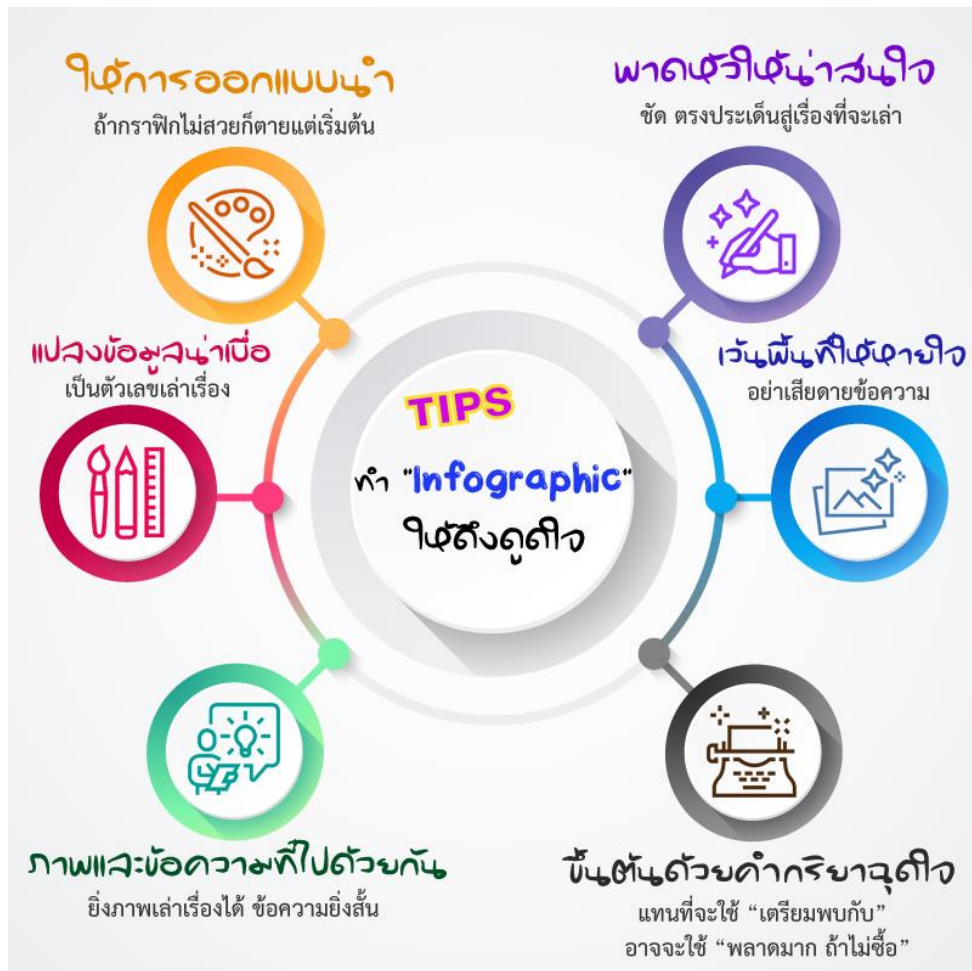 ให้การออกแบบนำ
ถ้ากราฟิกไม่สวยก็ตายแต่เริ่มต้น
พาดหัวให้น่าสนใจ
ชัด ตรงประเด็นสู่เรื่องที่จะเล่า
แปลงข้อมูลน่าเบื่อ
เป็นตัวเลขเล่าเรื่อง
เว้นพื้นที่ให้หายใจ
อย่าเสียดายข้อความ
TIPS
ทำ "Infographic"
ให้ดึงดูดใจ
ภาพและข้อความที่ไปด้วยกัน
ยิ่งภาพเล่าเรื่องได้ ข้อความยิ่งสั้น
ขึ้นต้นด้วยคำกริยาฉุดใจ
แทนที่จะใช้ “เตรียมพบกับ”
อาจจะใช้ “พลาดมาก ถ้าไม่ซื้อ”